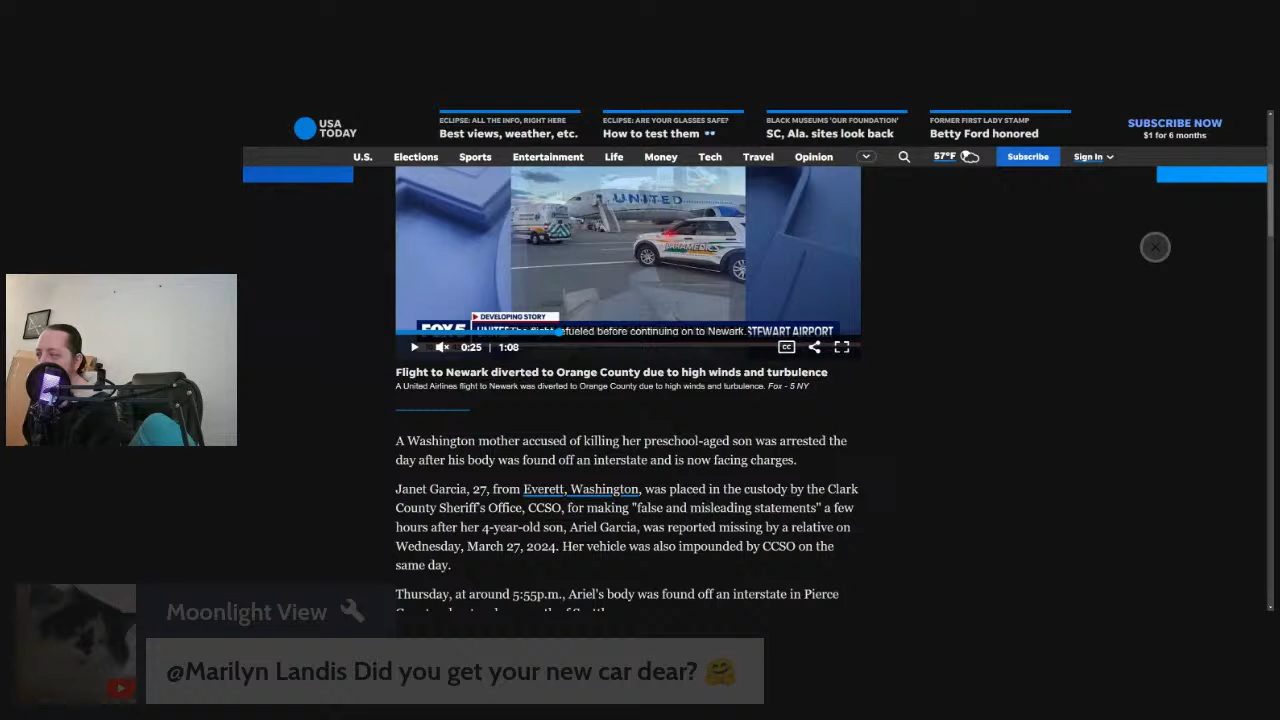 USA
TODAY
ECLIPSE: ALL THE INFO, RIGHT HERE
Best views, weather, etc.
ECLIPSE: ARE YOUR GLASSES SAFE?
How to test them
BLACK MUSEUMS 'OUR FOUNDATION'
SC, Ala. sites look back
FORMER FIRST LADY STAMP
Betty Ford honored
SUBSCRIBE NOW
$1 for 6 months
U.S. Elections Sports Entertainment Life Money Tech Travel Opinion 57°F Subscribe Sign In
UNITED
PARAMEDICS
DEVELOPING STORY
The flight refueled before continuing on to Newark.
STEWART AIRPORT
0:25 | 1:08
CC
Flight to Newark diverted to Orange County due to high winds and turbulence
A United Airlines flight to Newark was diverted to Orange County due to high winds and turbulence. Fox - 5 NY
A Washington mother accused of killing her preschool-aged son was arrested the
day after his body was found off an interstate and is now facing charges.
Janet Garcia, 27, from Everett, Washington, was placed in the custody by the Clark
County Sheriff's Office, CCSO, for making "false and misleading statements" a few
hours after her 4-year-old son, Ariel Garcia, was reported missing by a relative on
Wednesday, March 27, 2024. Her vehicle was also impounded by CCSO on the
same day.
Thursday, at around 5:55p.m., Ariel's body was found off an interstate in Pierce
Moonlight View
@Marilyn Landis Did you get your new car dear? 🤗